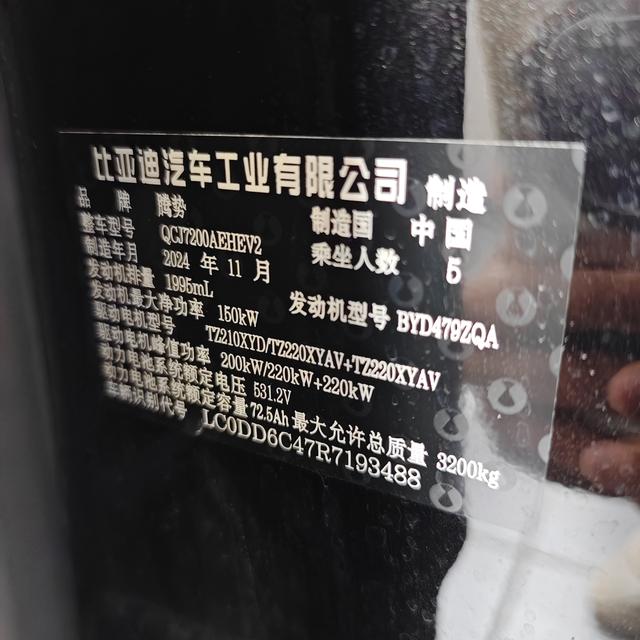 比亚迪汽车工业有限公司 制造
品牌 腾势 制造国 中国
整车型号 QCJ7200AEHEV2 乘坐人数 5
制造年月 2024 年 11 月
发动机排量 1995mL 发动机型号 BYD479ZQA
发动机最大净功率 150kW
驱动电机型号 TZ210XYD/TZ220XYAV+TZ220XYAV
驱动电机峰值功率 200kW/220kW+220kW
动力电池系统额定电压 531.2V
动力电池系统额定容量 72.5Ah 最大允许总质量 3200kg
车辆识别代号 LC0DD6C47R7193488